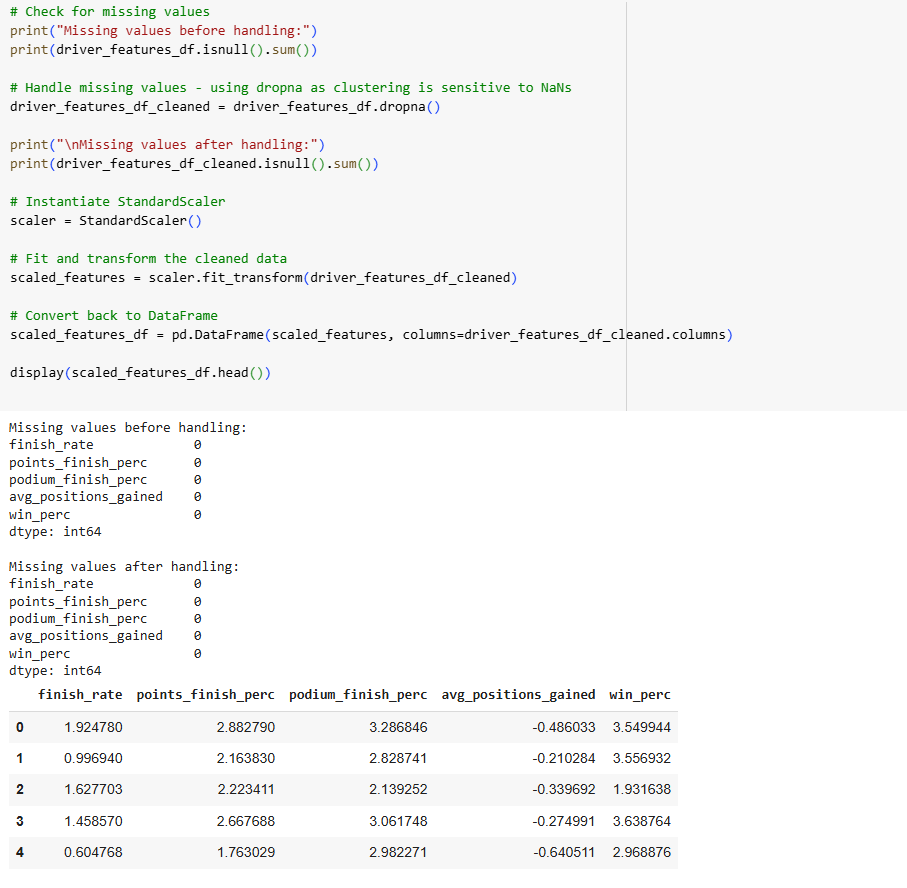 # Check for missing values
print("Missing values before handling:")
print(driver_features_df.isnull().sum())
# Handle missing values - using dropna as clustering is sensitive to NaNs
driver_features_df_cleaned = driver_features_df.dropna()
print("\nMissing values after handling:")
print(driver_features_df_cleaned.isnull().sum())
# Instantiate StandardScaler
scaler = StandardScaler()
# Fit and transform the cleaned data
scaled_features = scaler.fit_transform(driver_features_df_cleaned)
# Convert back to DataFrame
scaled_features_df = pd.DataFrame(scaled_features, columns=driver_features_df_cleaned.columns)
display(scaled_features_df.head())
Missing values before handling:
finish_rate 0
points_finish_perc 0
podium_finish_perc 0
avg_positions_gained 0
win_perc 0
dtype: int64
Missing values after handling:
finish_rate 0
points_finish_perc 0
podium_finish_perc 0
avg_positions_gained 0
win_perc 0
dtype: int64
finish_rate points_finish_perc podium_finish_perc avg_positions_gained win_perc
0 1.924780 2.882790 3.286846 -0.486033 3.549944
1 0.996940 2.163830 2.828741 -0.210284 3.556932
2 1.627703 2.223411 2.139252 -0.339692 1.931638
3 1.458570 2.667688 3.061748 -0.274991 3.638764
4 0.604768 1.763029 2.982271 -0.640511 2.968876